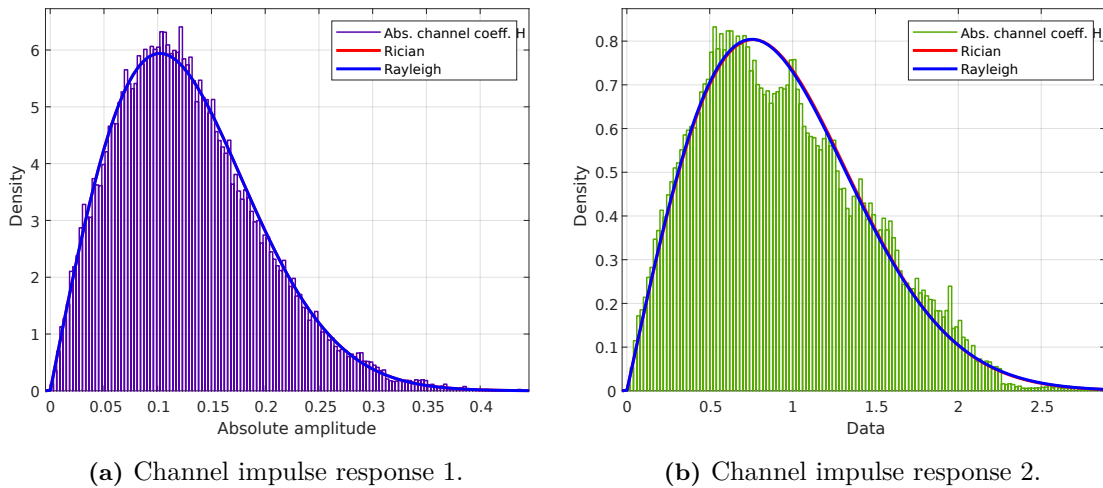 Abs. channel coeff. H
Rician
Rayleigh
6
5
4
3
2
1
0
Density
0
0.05
0.1
0.15
0.2
0.25
0.3
0.35
0.4
Absolute amplitude
(a) Channel impulse response 1.
Abs. channel coeff. H
Rician
Rayleigh
0.8
0.7
0.6
0.5
0.4
0.3
0.2
0.1
0
Density
0
0.5
1
1.5
2
2.5
Data
(b) Channel impulse response 2.